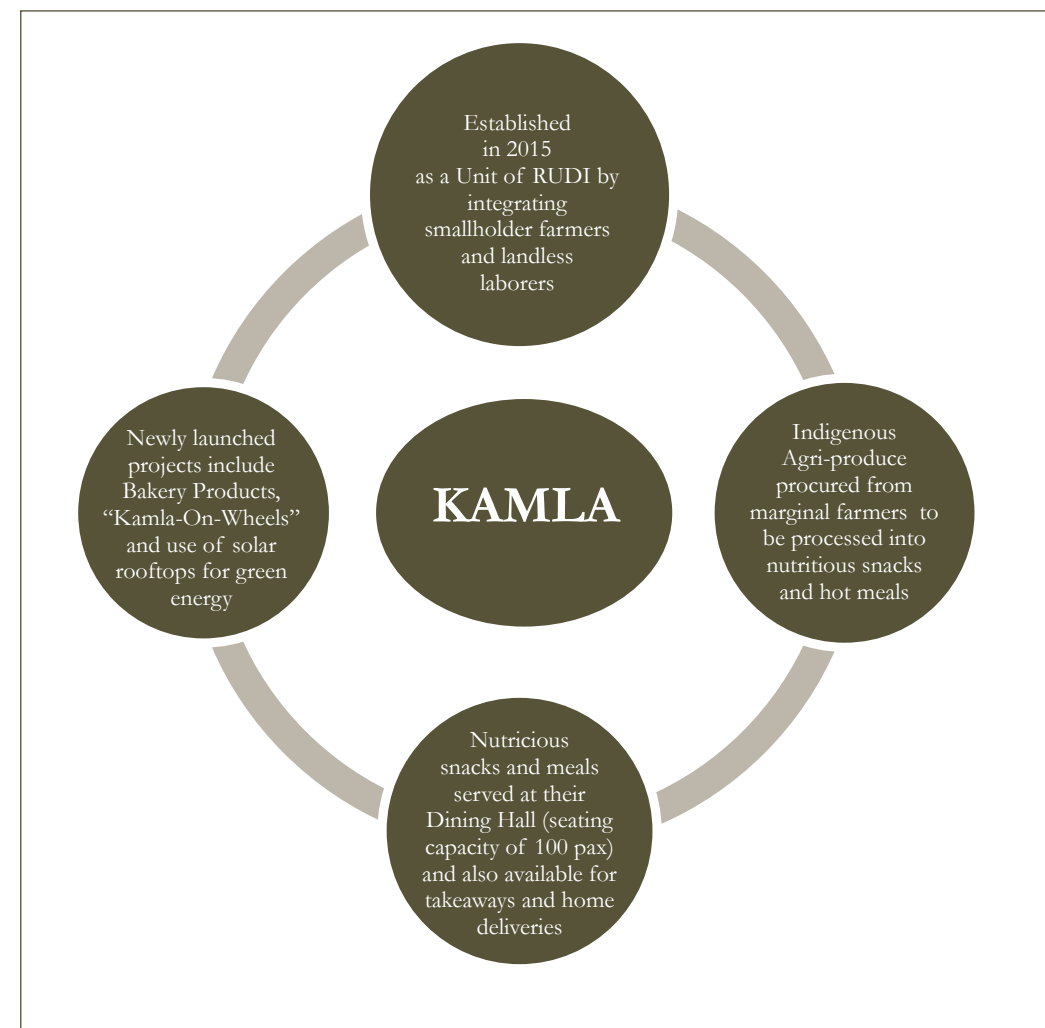 Established
in 2015
as a Unit of RUDI by
integrating
smallholder farmers
and landless
laborers
Indigenous
Agri-produce
procured from
marginal farmers to
be processed into
nutritious snacks
and hot meals
Nutricious
snacks and meals
served at their
Dining Hall (seating
capacity of 100 pax)
and also available for
takeaways and home
deliveries
Newly launched
projects include
Bakery Products,
“Kamla-On-Wheels”
and use of solar
rooftops for green
energy
KAMLA